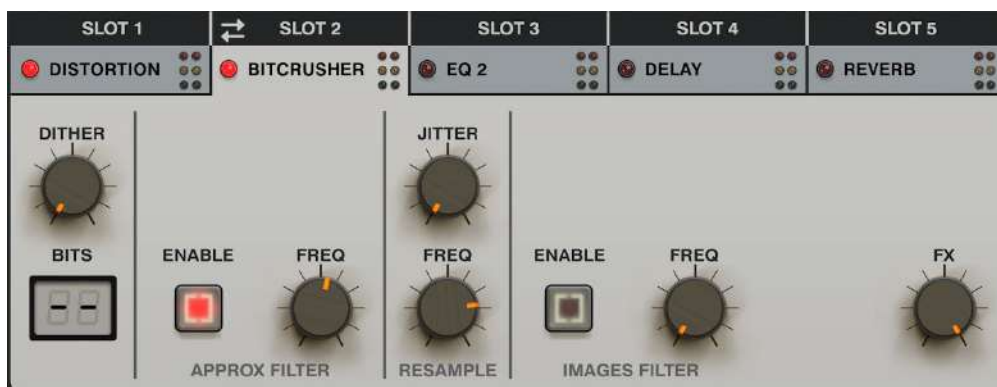 SLOT 1
SLOT 2
SLOT 3
SLOT 4
SLOT 5
DISTORTION
BITCRUSHER
EQ 2
DELAY
REVERB
DITHER
JITTER
BITS
ENABLE
FREQ
FREQ
ENABLE
FREQ
FX
--
APPROX FILTER
RESAMPLE
IMAGES FILTER